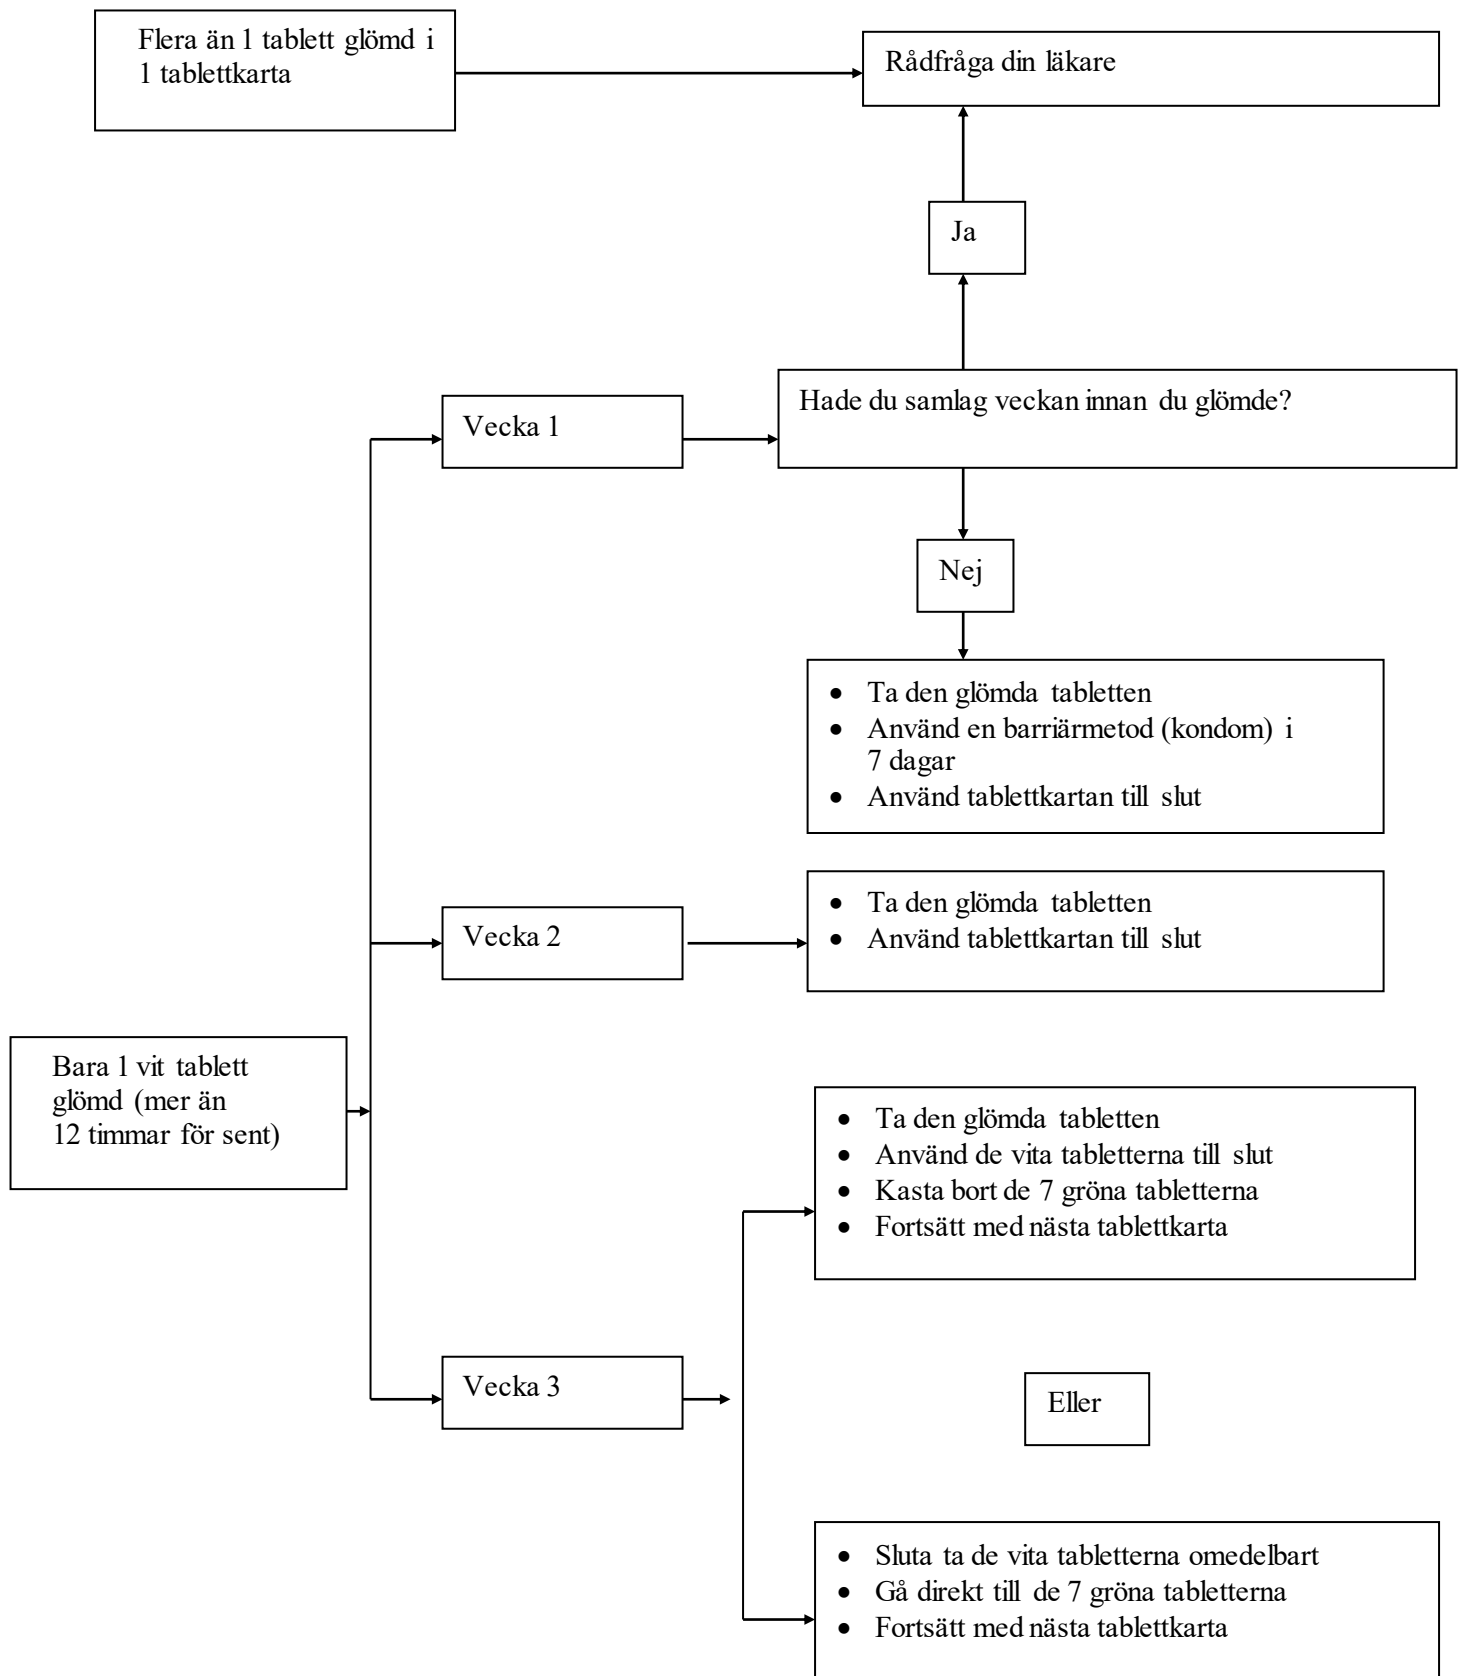 Flera än 1 tablett glömd i
1 tablettkarta
Rådfråga din läkare
Ja
Hade du samlag veckan innan du glömde?
Vecka 1
Nej
• Ta den glömda tabletten
• Använd en barriärmetod (kondom) i
7 dagar
• Använd tablettkartan till slut
Vecka 2
• Ta den glömda tabletten
• Använd tablettkartan till slut
Bara 1 vit tablett
glömd (mer än
12 timmar för sent)
• Ta den glömda tabletten
• Använd de vita tabletterna till slut
• Kasta bort de 7 gröna tabletterna
• Fortsätt med nästa tablettkarta
Vecka 3
Eller
• Sluta ta de vita tabletterna omedelbart
• Gå direkt till de 7 gröna tabletterna
• Fortsätt med nästa tablettkarta